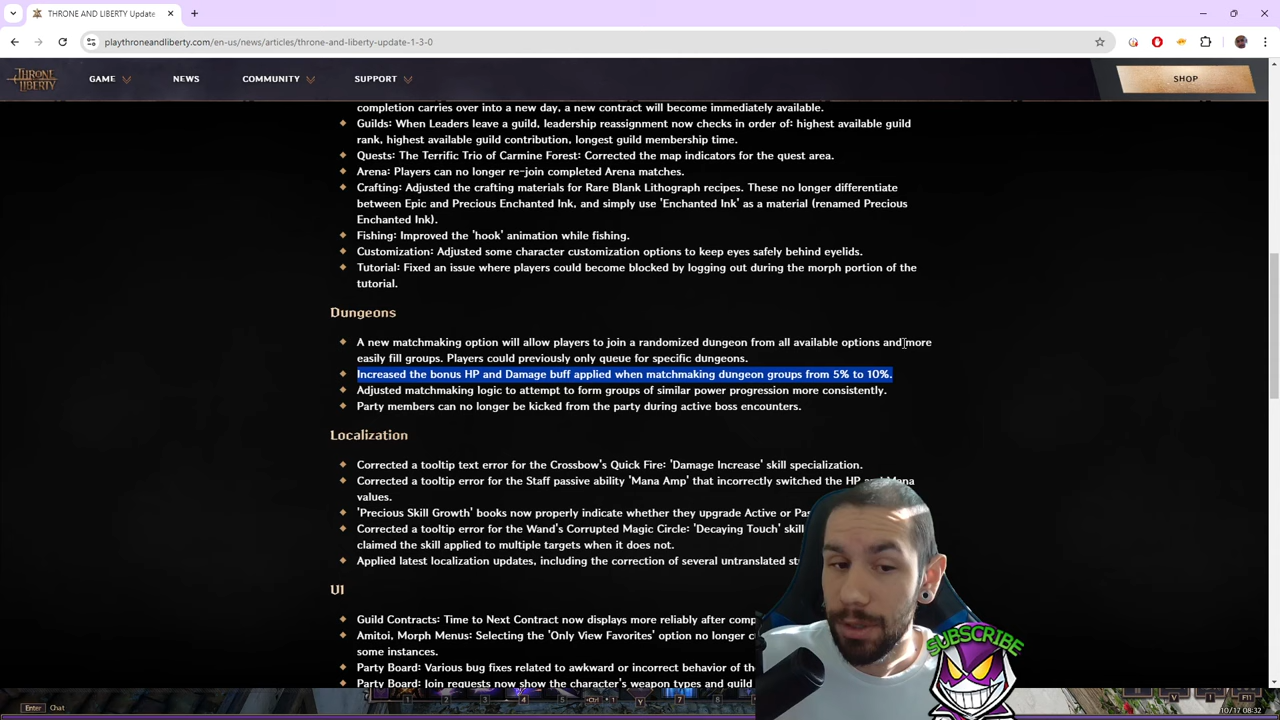 THRONE AND LIBERTY Update
playthroneandliberty.com/en-us/news/articles/throne-and-liberty-update-1-3-0
THRONE LIBERTY
GAME
NEWS
COMMUNITY
SUPPORT
SHOP
completion carries over into a new day, a new contract will become immediately available.
Guilds: When Leaders leave a guild, leadership reassignment now checks in order of: highest available guild
rank, highest available guild contribution, longest guild membership time.
Quests: The Terrific Trio of Carmine Forest: Corrected the map indicators for the quest area.
Arena: Players can no longer re-join completed Arena matches.
Crafting: Adjusted the crafting materials for Rare Blank Lithograph recipes. These no longer differentiate
between Epic and Precious Enchanted Ink, and simply use 'Enchanted Ink' as a material (renamed Precious
Enchanted Ink).
Fishing: Improved the 'hook' animation while fishing.
Customization: Adjusted some character customization options to keep eyes safely behind eyelids.
Tutorial: Fixed an issue where players could become blocked by logging out during the morph portion of the
tutorial.
Dungeons
A new matchmaking option will allow players to join a randomized dungeon from all available options and more
easily fill groups. Players could previously only queue for specific dungeons.
Increased the bonus HP and Damage buff applied when matchmaking dungeon groups from 5% to 10%.
Adjusted matchmaking logic to attempt to form groups of similar power progression more consistently.
Party members can no longer be kicked from the party during active boss encounters.
Localization
Corrected a tooltip text error for the Crossbow's Quick Fire: 'Damage Increase' skill specialization.
Corrected a tooltip error for the Staff passive ability 'Mana Amp' that incorrectly switched the HP and Mana
values.
'Precious Skill Growth' books now properly indicate whether they upgrade Active or Pas
Corrected a tooltip error for the Wand's Corrupted Magic Circle: 'Decaying Touch' skill
claimed the skill applied to multiple targets when it does not.
Applied latest localization updates, including the correction of several untranslated st
UI
Guild Contracts: Time to Next Contract now displays more reliably after comp
Amitoi, Morph Menus: Selecting the 'Only View Favorites' option no longer c
some instances.
Party Board: Various bug fixes related to awkward or incorrect behavior of the
Party Board: Join requests now show the character's weapon types and guild
SUBSCRIBE
Enter Chat
10/17 08:32